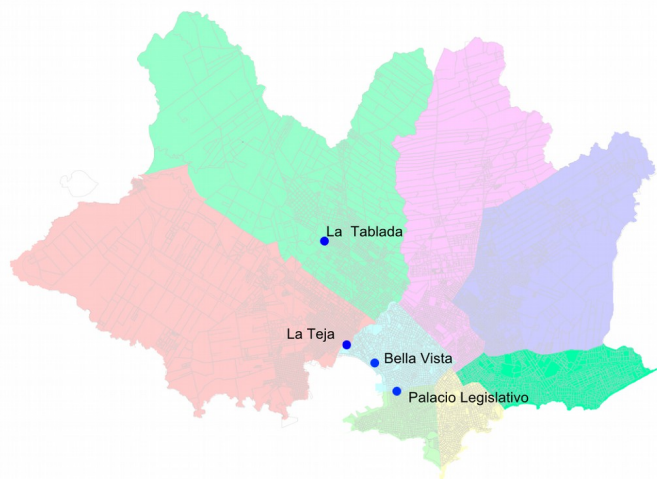 La Tablada
La Teja
Bella Vista
Palacio Legislativo